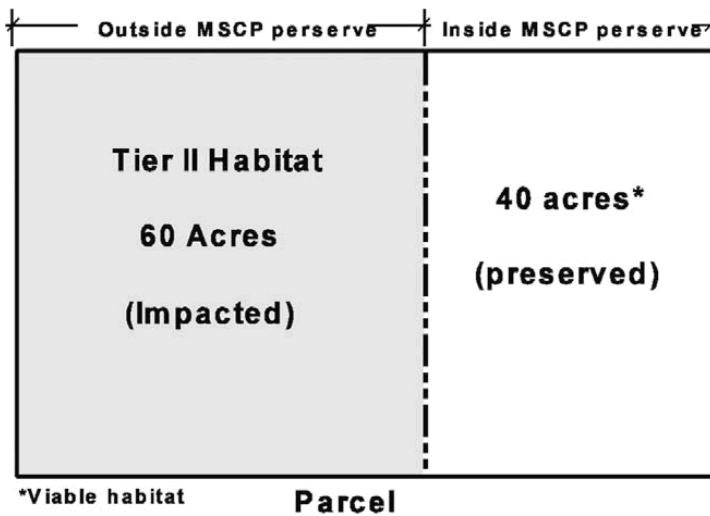 Outside MSCP perserve
Inside MSCP perserve
Tier II Habitat
60 Acres
(Impacted)
40 acres*
(preserved)
*Viable habitat
Parcel